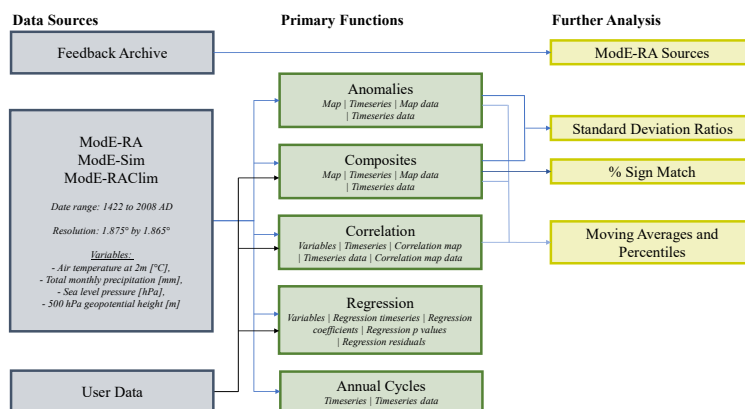 Data Sources
Primary Functions
Further Analysis
Feedback Archive
ModE-RA Sources
Anomalies
Map | Timeseries | Map data
| Timeseries data
Standard Deviation Ratios
ModE-RA
ModE-Sim
ModE-RAClim
Date range: 1422 to 2008 AD
Resolution: 1.875° by 1.865°
Variables:
- Air temperature at 2m [°C],
- Total monthly precipitation [mm],
- Sea level pressure [hPa],
- 500 hPa geopotential height [m]
Composites
Map | Timeseries | Map data
| Timeseries data
% Sign Match
Correlation
Variables | Timeseries | Correlation map
| Timeseries data | Correlation map data
Moving Averages and
Percentiles
Regression
Variables | Regression timeseries | Regression
coefficients | Regression p values
| Regression residuals
User Data
Annual Cycles
Timeseries | Timeseries data